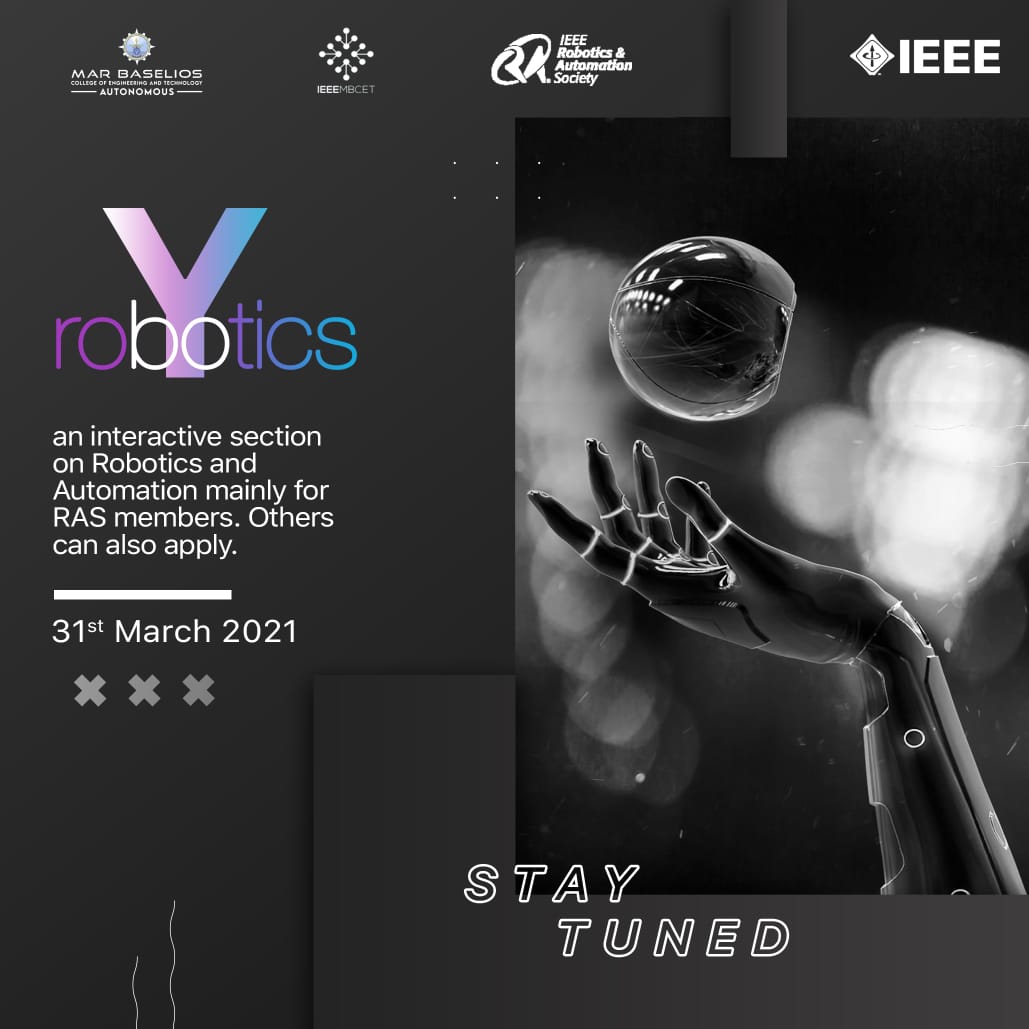 MAR BASELIOS
COLLEGE OF ENGINEERING AND TECHNOLOGY
AUTONOMOUS
IEEEMBCET
IEEE
Robotics &
Automation
Society
RA
IEEE
Y
robotics
an interactive section
on Robotics and
Automation mainly for
RAS members. Others
can also apply.
31st March 2021
STAY
TUNED